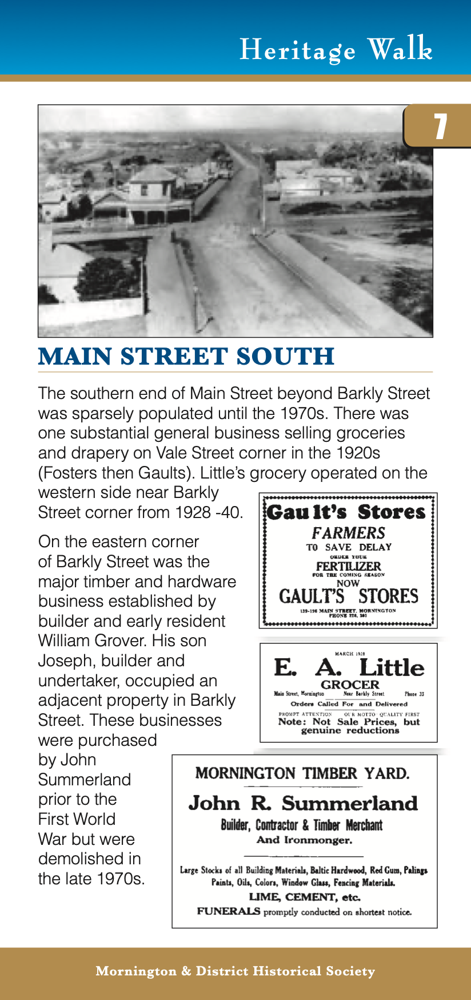 Heritage Walk
7
MAIN STREET SOUTH
The southern end of Main Street beyond Barkly Street
was sparsely populated until the 1970s. There was
one substantial general business selling groceries
and drapery on Vale Street corner in the 1920s
(Fosters then Gaults). Little's grocery operated on the
western side near Barkly
Street corner from 1928 -40.
On the eastern corner
of Barkly Street was the
major timber and hardware
business established by
builder and early resident
William Grover. His son
Joseph, builder and
undertaker, occupied an
adjacent property in Barkly
Street. These businesses
were purchased
by John
Summerland
prior to the
First World
War but were
demolished in
the late 1970s.
Gault's Stores
FARMERS
TO SAVE DELAY
ORDER YOUR
FERTILIZER
FOR THE COMING SEASON
NOW
GAULT'S STORES
139-196 MAIN STREET, MORNINGTON
PHONE 228, 301
MARCH 1928
E. A. Little
GROCER
Main Street, Mornington Near Barkly Street Phone 33
Orders Called For and Delivered
PROMPT ATTENTION OUR MOTTO QUALITY FIRST
Note: Not Sale Prices, but
genuine reductions
MORNINGTON TIMBER YARD.
John R. Summerland
Builder, Contractor & Timber Merchant
And Ironmonger.
Large Stocks of all Building Materials, Baltic Hardwood, Red Gum, Palings
Paints, Oils, Colors, Window Glass, Fencing Materials.
LIME, CEMENT, etc.
FUNERALS promptly conducted on shortest notice.
Mornington & District Historical Society